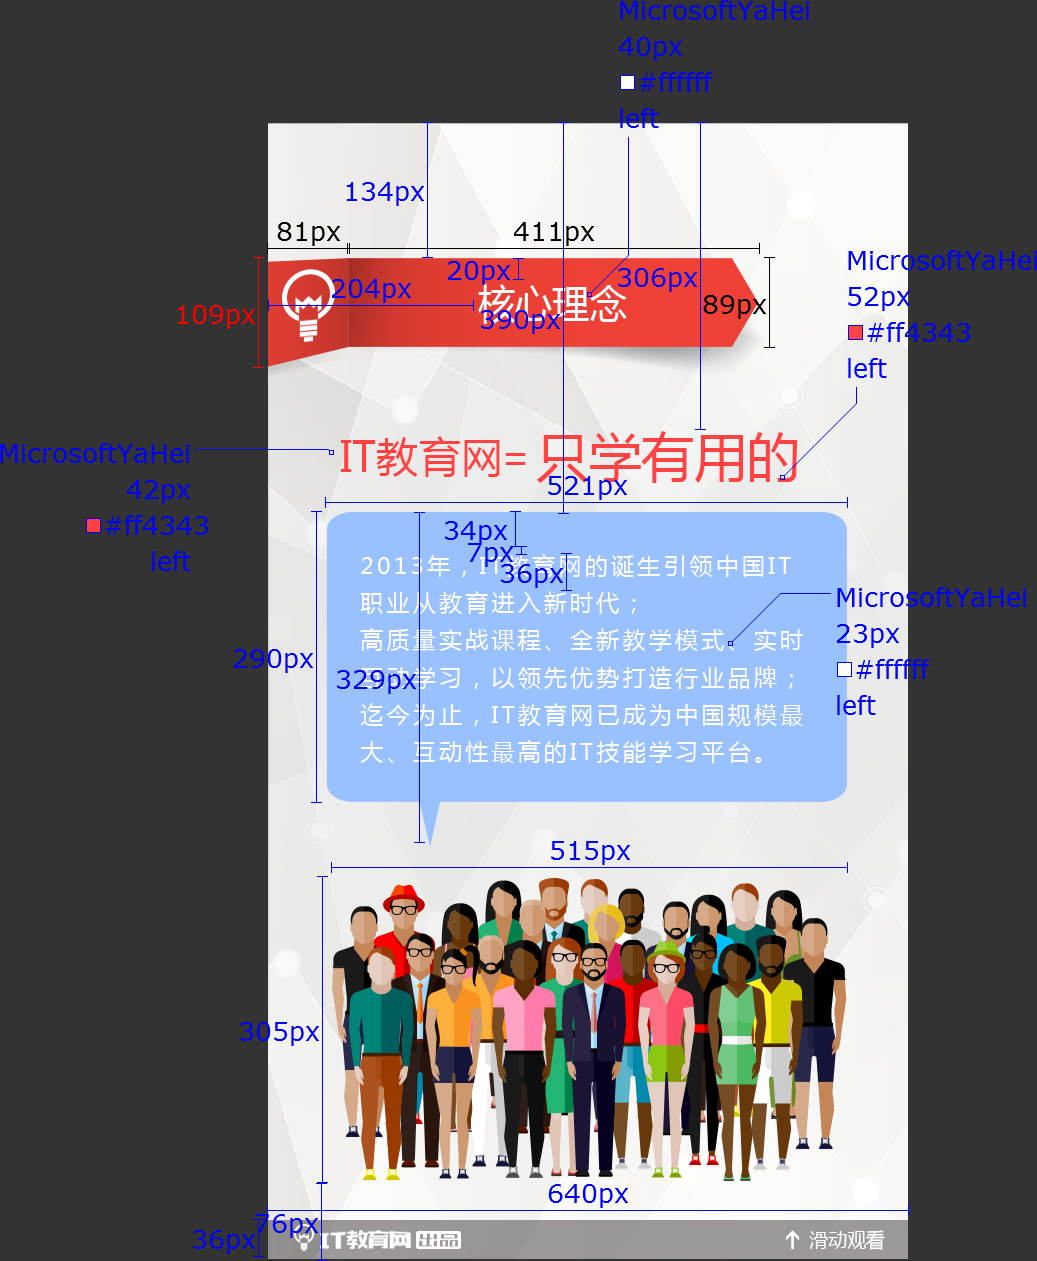 MicrosoftYaHei
40px
#ffffff
left
134px
81px
411px
20px
306px
204px
核心理念
390px
89px
109px
MicrosoftYaHei
52px
#ff4343
left
IT教育网= 只学有用的
MicrosoftYaHei
42px
#ff4343
left
521px
34px
7px
36px
2013年，IT教育网的诞生引领中国IT
职业从教育进入新时代；
高质量实战课程、全新教学模式、实时
互动学习，以领先优势打造行业品牌；
迄今为止，IT教育网已成为中国规模最
大、互动性最高的IT技能学习平台。
290px
329px
MicrosoftYaHei
23px
#ffffff
left
515px
305px
640px
76px
36px
IT教育网 出品
滑动观看